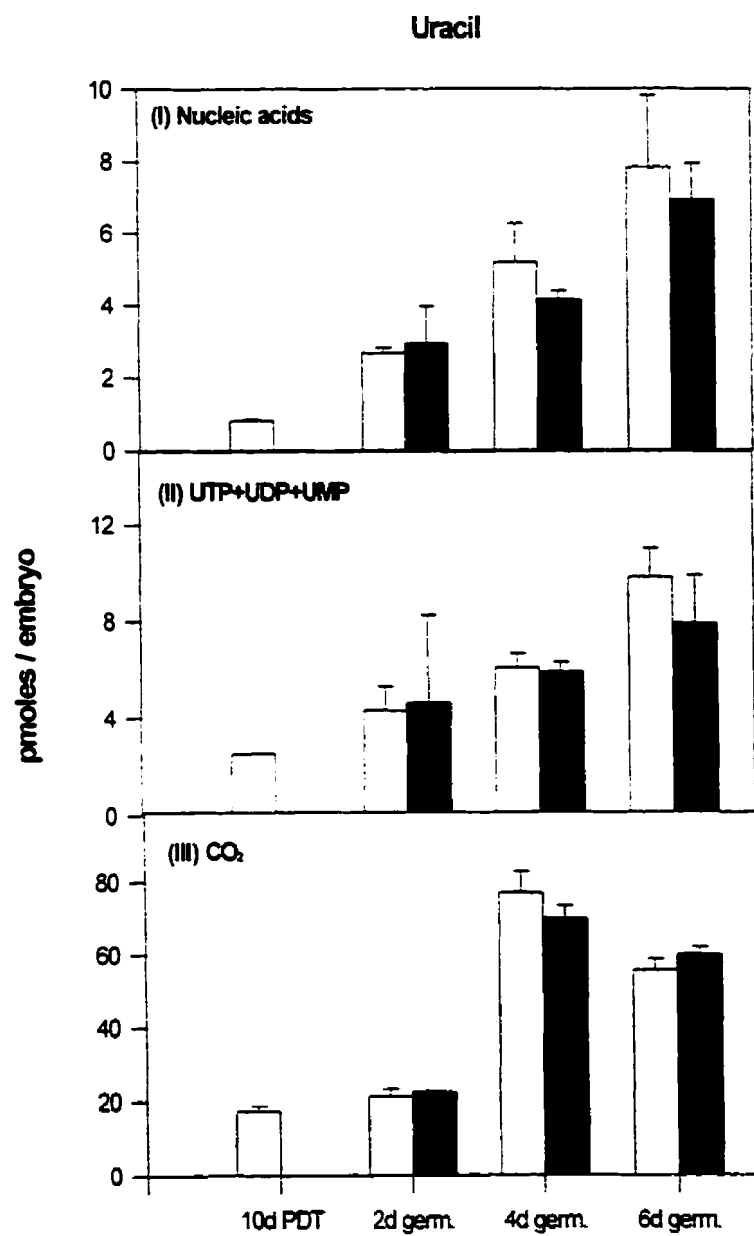 Uracil
10
(I) Nucleic acids
8
6
4
2
0
(II) UTP+UDP+UMP
12
8
4
0
pmoles / embryo
(III) CO₂
80
60
40
20
0
10d PDT 2d germ. 4d germ. 6d germ.